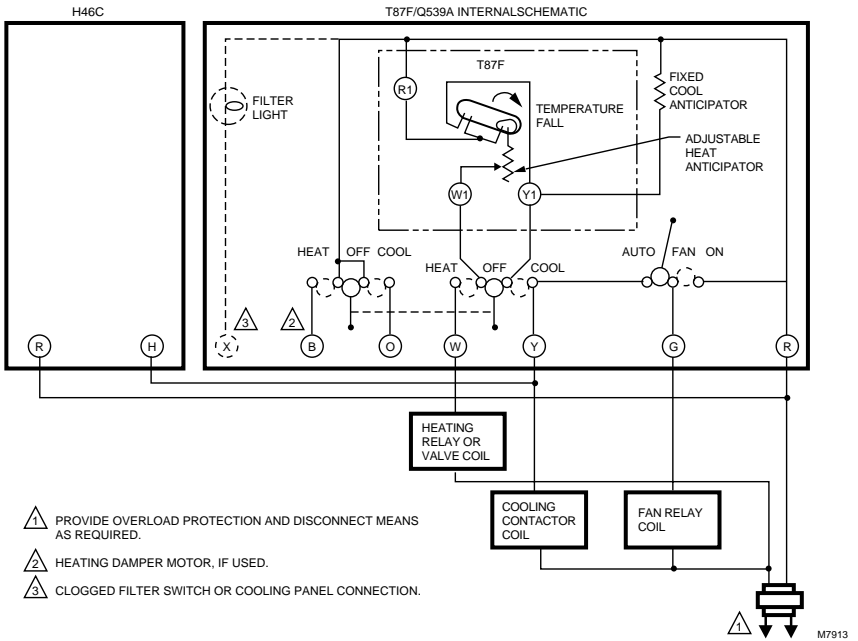 H46C
T87F/Q539A INTERNALSCHEMATIC
R1
T87F
FILTER
LIGHT
TEMPERATURE
FALL
FIXED
COOL
ANTICIPATOR
ADJUSTABLE
HEAT
ANTICIPATOR
W1
Y1
HEAT OFF COOL
HEAT OFF COOL
AUTO FAN ON
3
2
R
H
X
B
O
W
Y
G
R
HEATING
RELAY OR
VALVE COIL
COOLING
CONTACTOR
COIL
FAN RELAY
COIL
1 PROVIDE OVERLOAD PROTECTION AND DISCONNECT MEANS
AS REQUIRED.
2 HEATING DAMPER MOTOR, IF USED.
3 CLOGGED FILTER SWITCH OR COOLING PANEL CONNECTION.
1
M7913